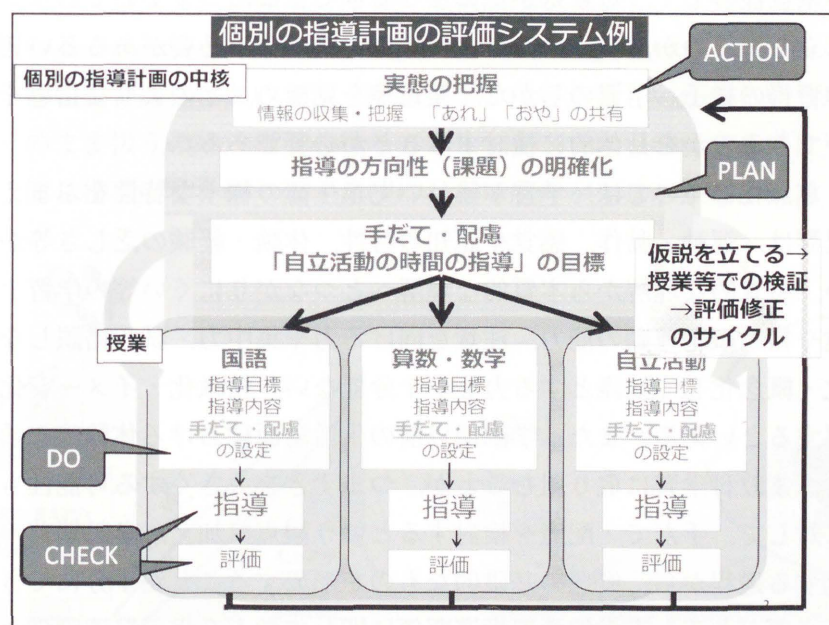 個別の指導計画の評価システム例
ACTION
個別の指導計画の中核
実態の把握
情報の収集・把握 「あれ」「おや」の共有
指導の方向性（課題）の明確化
PLAN
手だて・配慮
「自立活動の時間の指導」の目標
仮説を立てる→
授業等での検証
→評価修正
のサイクル
授業
国語
指導目標
指導内容
手だて・配慮
の設定
指導
評価
算数・数学
指導目標
指導内容
手だて・配慮
の設定
指導
評価
自立活動
指導目標
指導内容
手だて・配慮
の設定
指導
評価
DO
CHECK
2